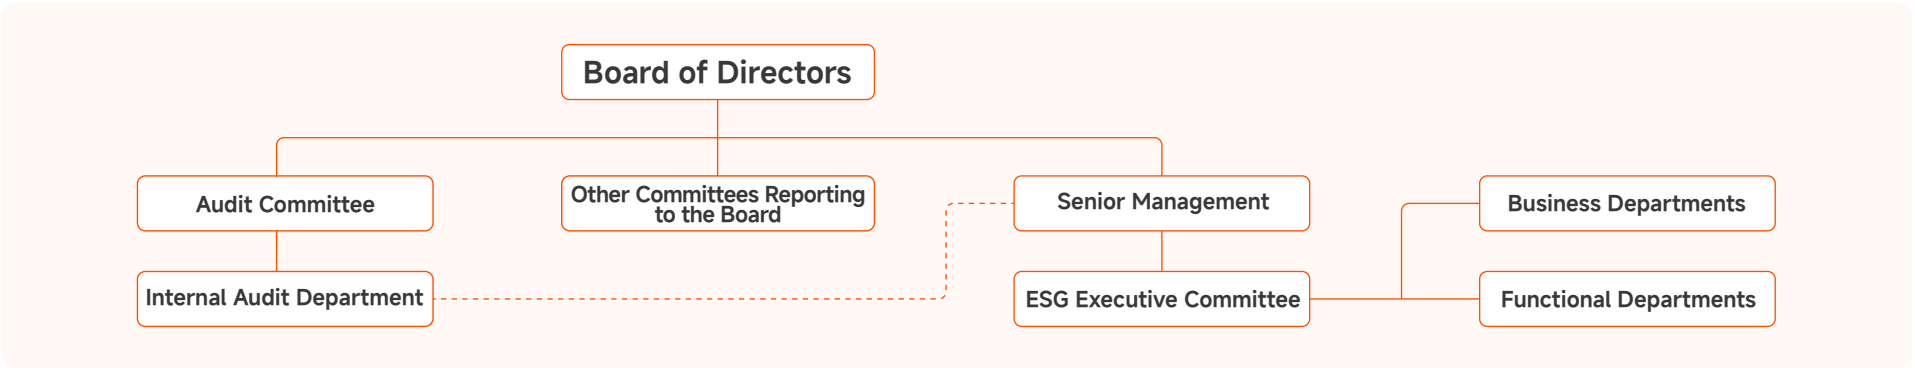 Board of Directors
Audit Committee
Other Committees Reporting
to the Board
Senior Management
Business Departments
Internal Audit Department
ESG Executive Committee
Functional Departments